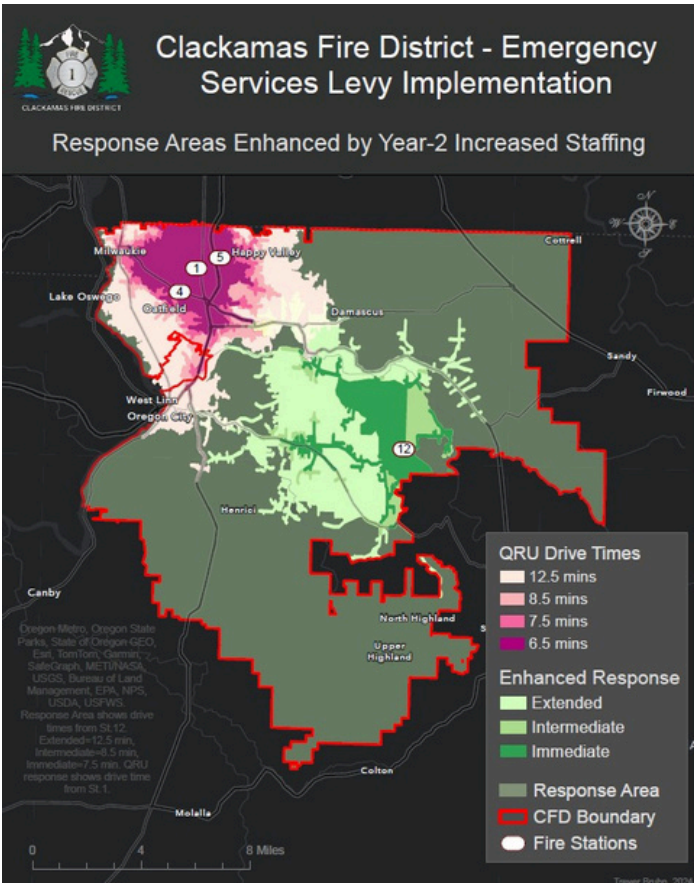 Clackamas Fire District - Emergency
Services Levy Implementation
1
CLACKAMAS FIRE DISTRICT
Response Areas Enhanced by Year-2 Increased Staffing
N
W
E
S
Cottrell
Milwaukie
Happy Valley
5
1
4
Lake Oswego
Oatfield
Damascus
Sandy
Firwood
West Linn
Oregon City
12
Henrici
Canby
North Highland
Upper
Highland
Colton
Molalla
Oregon Metro, Oregon State
Parks, State of Oregon GEO,
Esri, TomTom, Garmin,
SafeGraph, METI/NASA,
USGS, Bureau of Land
Management, EPA, NPS,
USDA, USFWS.
Response Area shows drive
times from St.12.
Extended=12.5 min,
Intermediate=8.5 min,
Immediate=7.5 min. QRU
response shows drive time
from St.1.
QRU Drive Times
12.5 mins
8.5 mins
7.5 mins
6.5 mins
Enhanced Response
Extended
Intermediate
Immediate
Response Area
CFD Boundary
Fire Stations
0 4 8 Miles